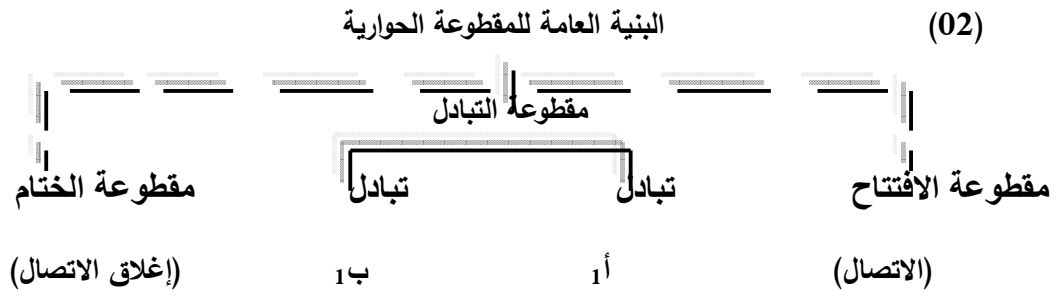 (02) البنية العامة للمقطوعة الحوارية
مقطوعة التبادل
مقطوعة الافتتاح تبادل تبادل مقطوعة الختام
(الاتصال) أ1 ب1 (إغلاق الاتصال)